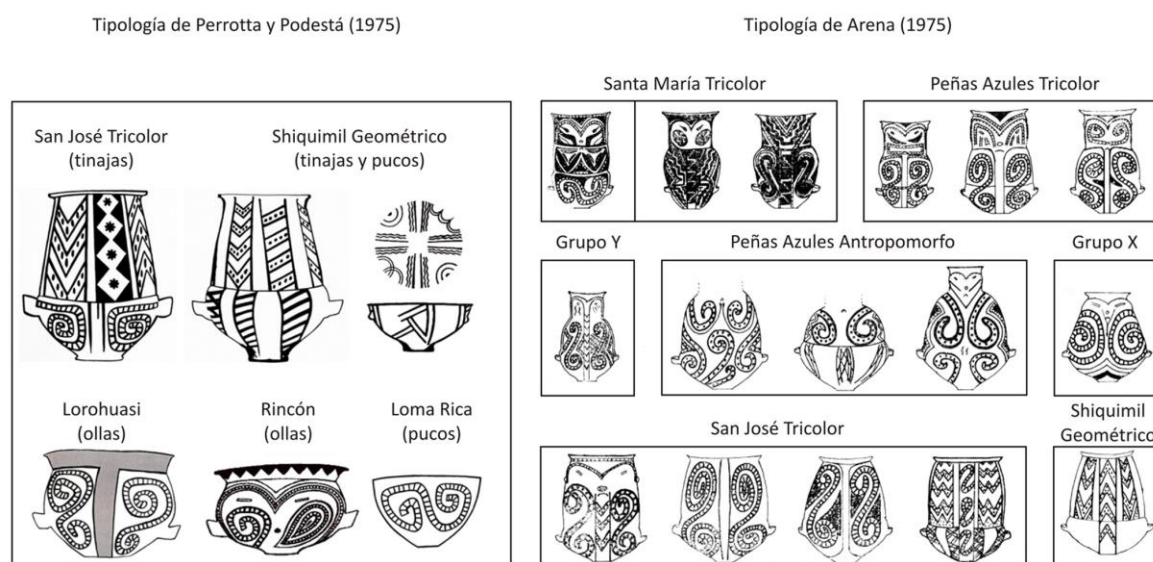 Tipología de Perrotta y Podestá (1975)
San José Tricolor
(tinajas)
Shiquimil Geométrico
(tinajas y pucos)
Lorohuasi
(ollas)
Rincón
(ollas)
Loma Rica
(pucos)
Tipología de Arena (1975)
Santa María Tricolor
Peñas Azules Tricolor
Grupo Y
Peñas Azules Antropomorfo
Grupo X
San José Tricolor
Shiquimil
Geométrico